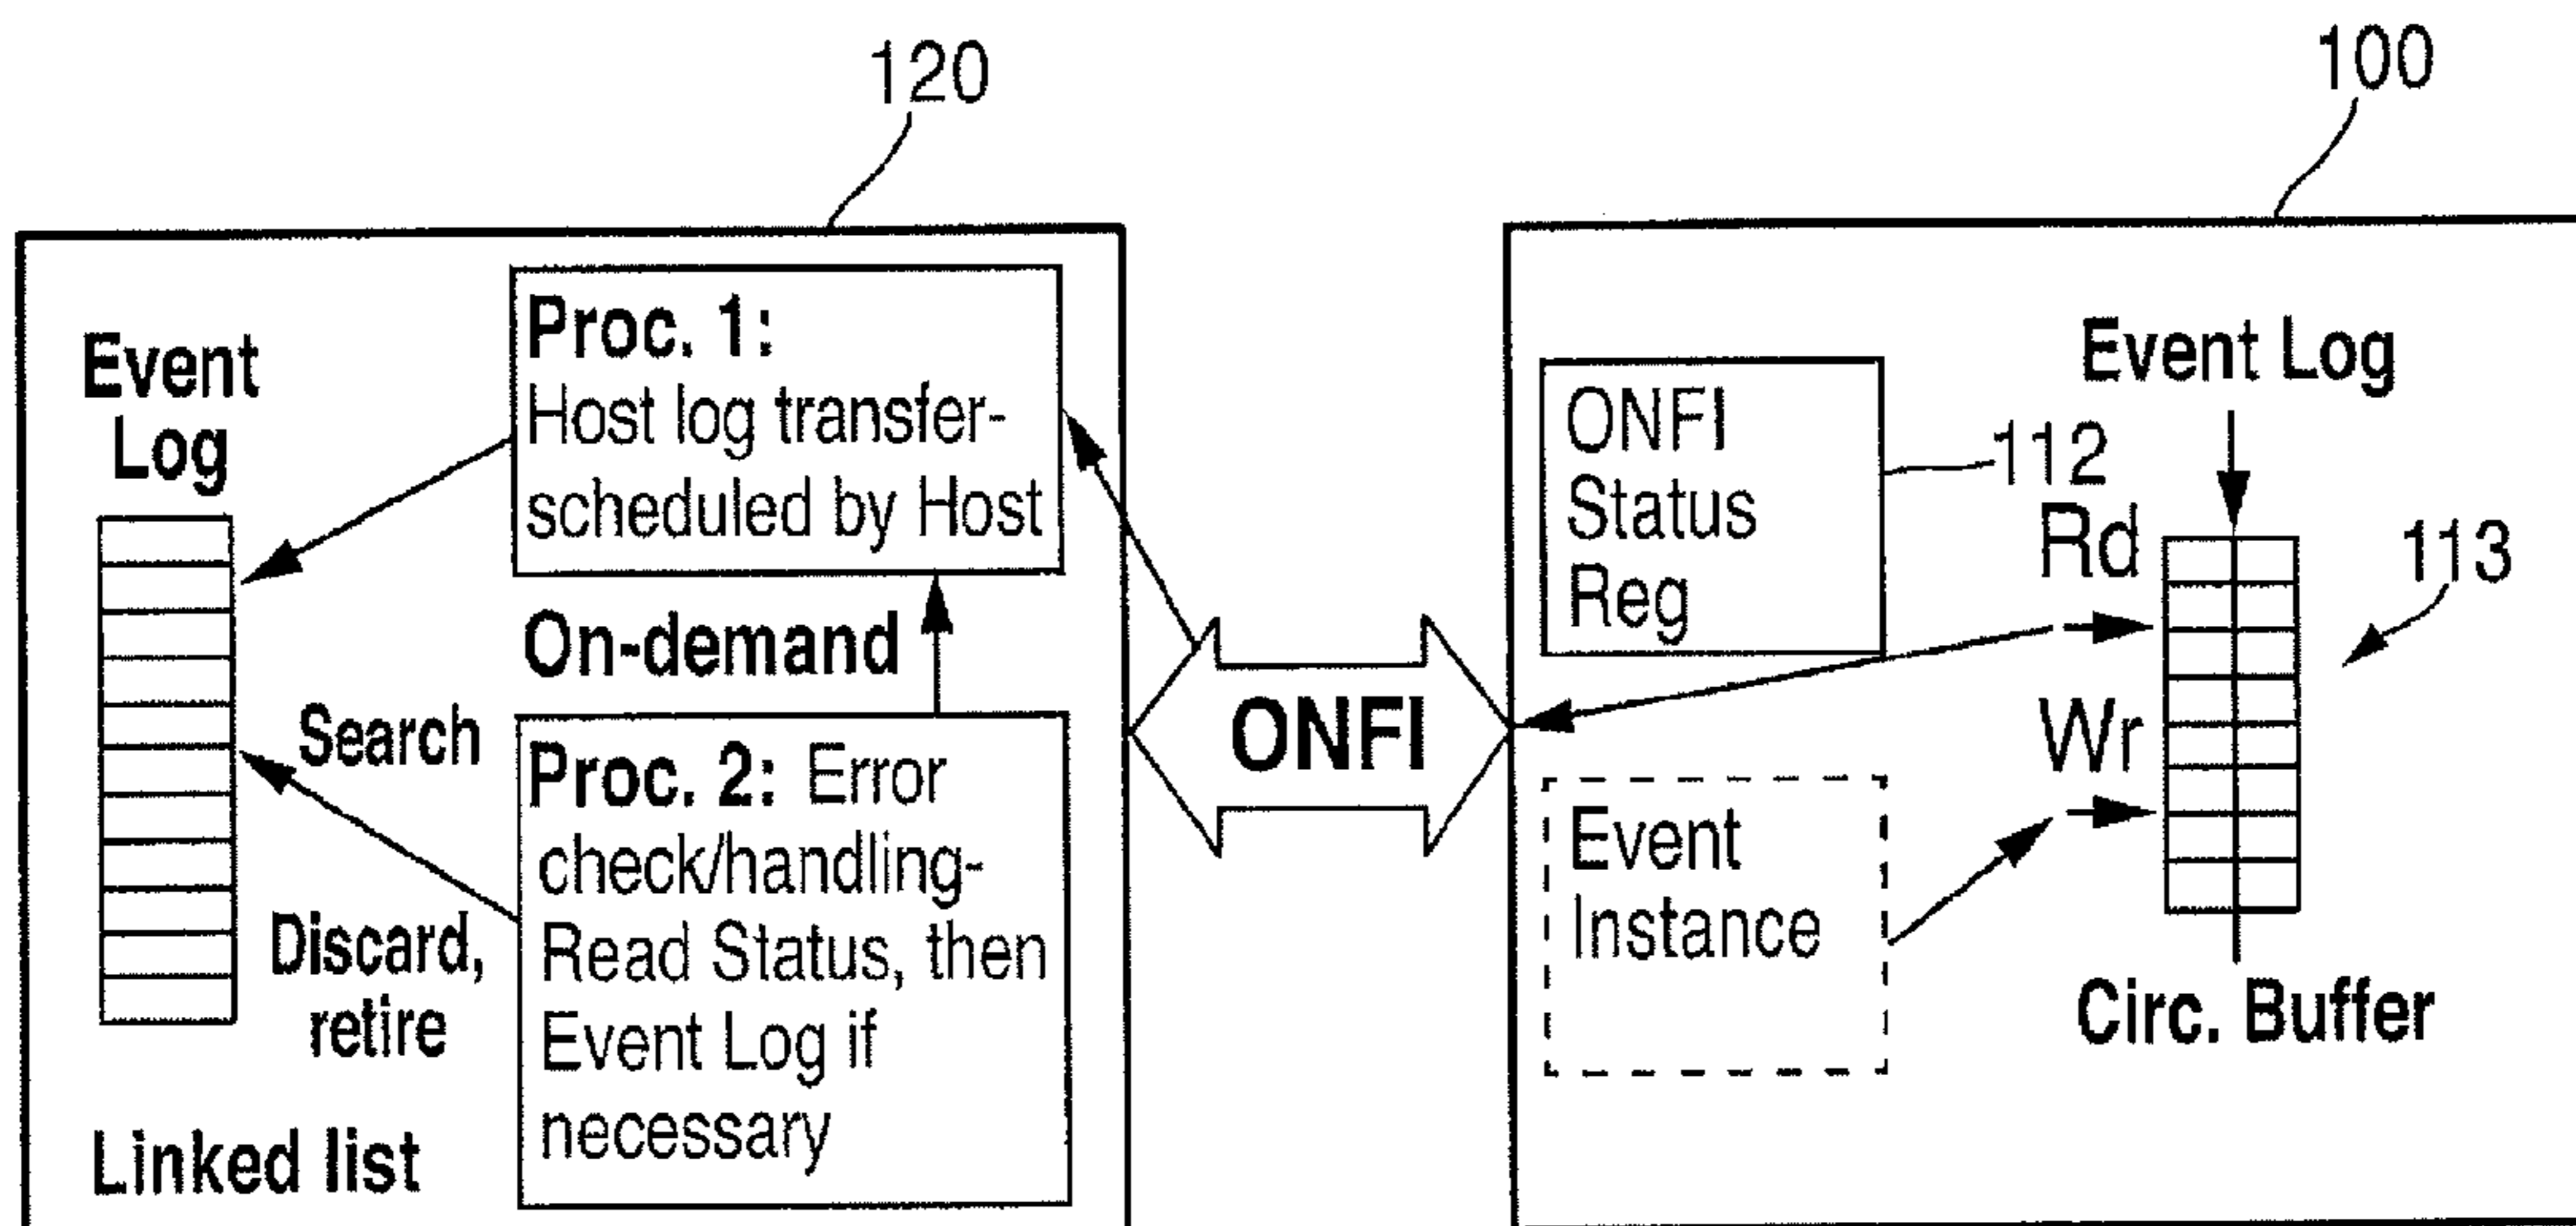 120
100
Event
Log
Proc. 1:
Host log transfer-
scheduled by Host
On-demand
Search
Proc. 2: Error
check/handling-
Read Status, then
Event Log if
necessary
Discard,
retire
Linked list
ONFI
ONFI
Status
Reg
112
Event Log
Rd
113
Wr
Event
Instance
Circ. Buffer